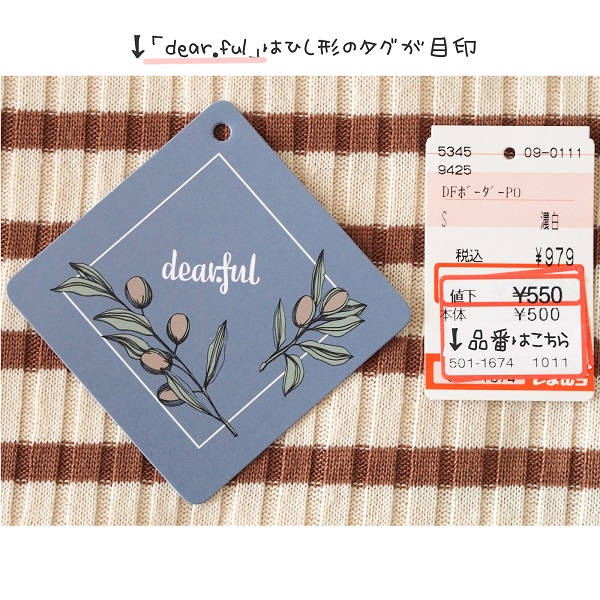 ↓「dear.ful」はひし形のタグが目印
dear.ful
5345 09-0111
9425
DFボーダーPO
S 濃白
税込 ¥979
値下 ¥550
本体 ¥500
↓品番はこちら
501-1674 1011